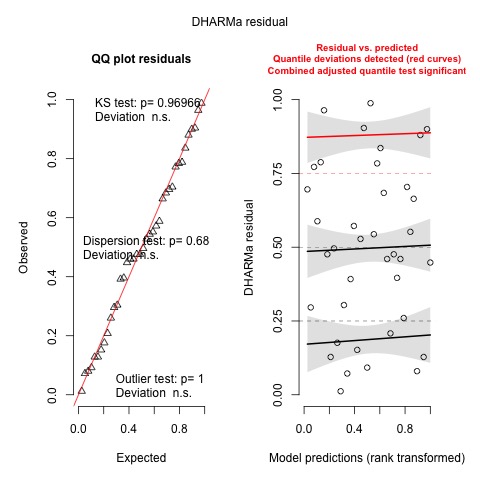 DHARMa residual
QQ plot residuals
KS test: p= 0.96966
Deviation n.s.
Dispersion test: p= 0.68
Deviation n.s.
Outlier test: p= 1
Deviation n.s.
Observed
0.0
0.2
0.4
0.6
0.8
1.0
0.0
0.4
0.8
Expected
Residual vs. predicted
Quantile deviations detected (red curves)
Combined adjusted quantile test significant
DHARMa residual
0.00
0.25
0.50
0.75
1.00
0.0
0.4
0.8
Model predictions (rank transformed)